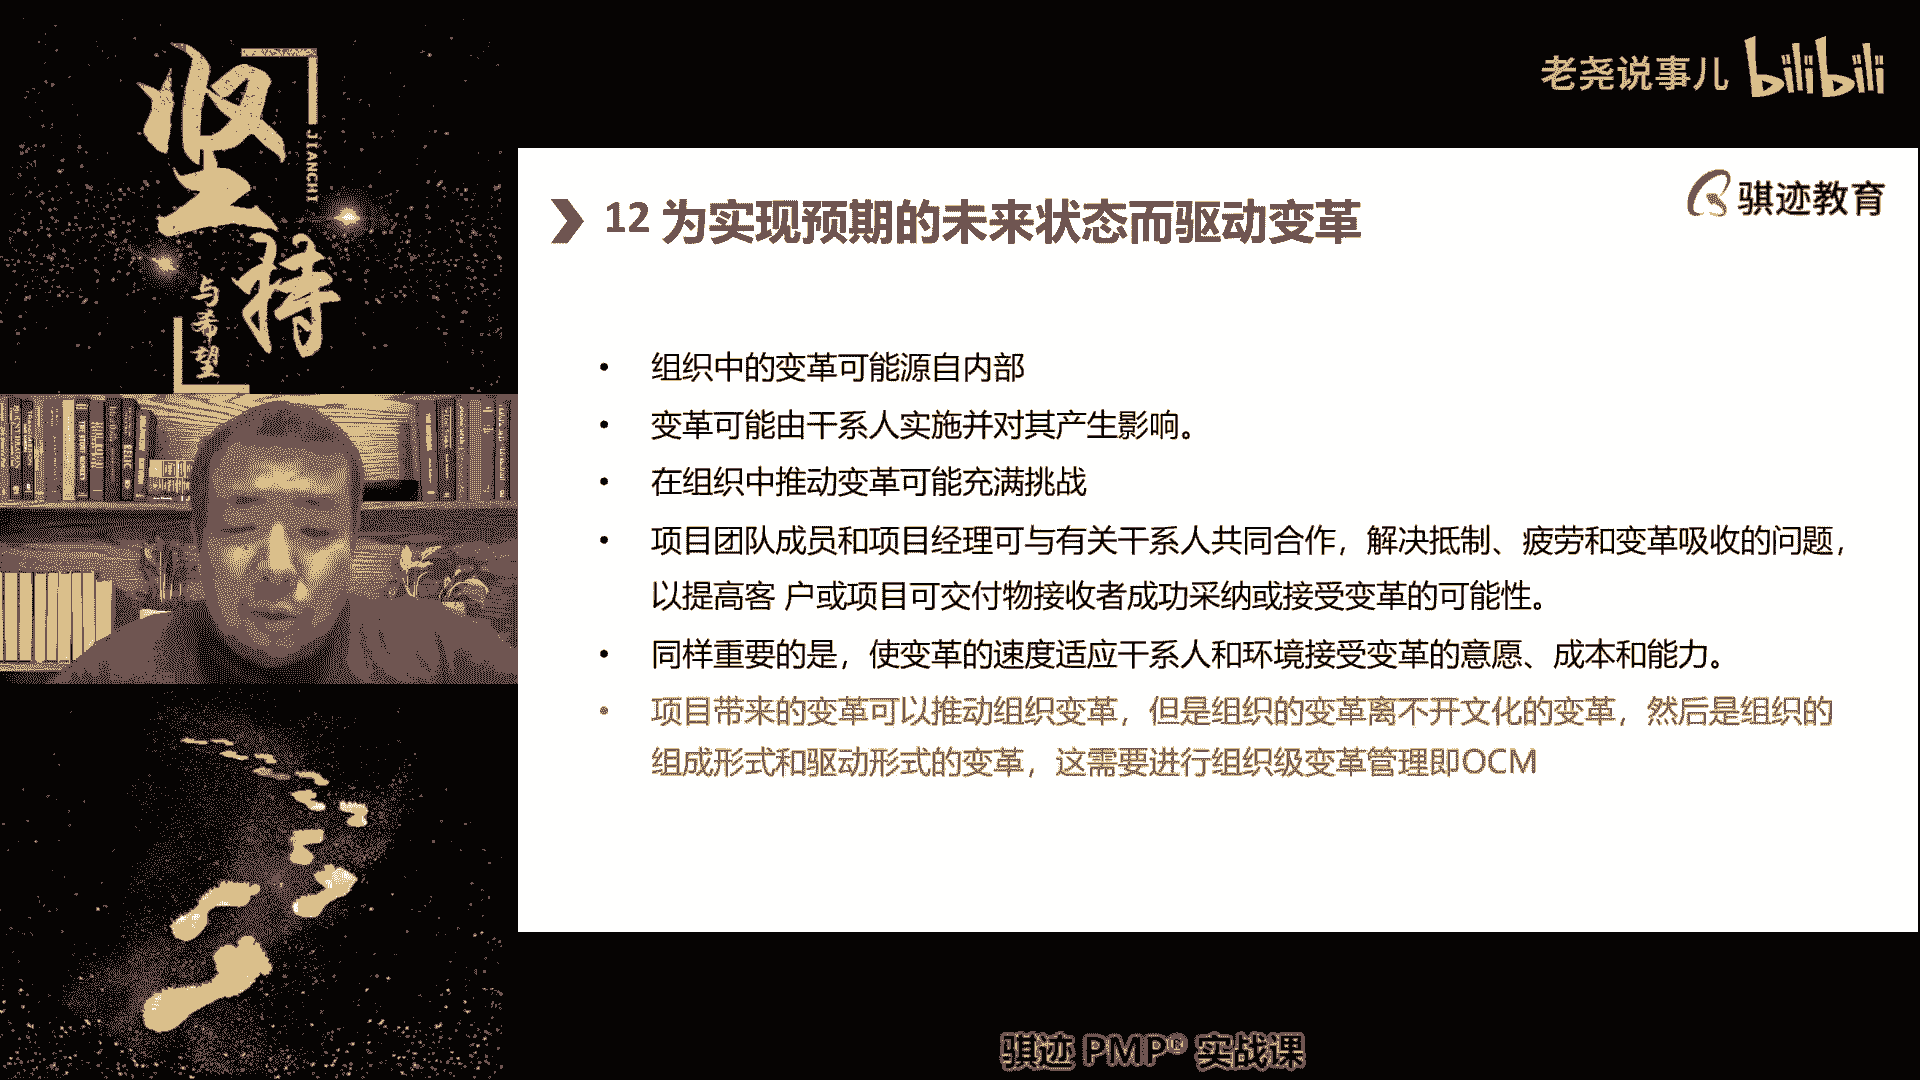 坚持
JIANCHI
与希望
老尧说事儿 bilibili
骐迹教育
12 为实现预期的未来状态而驱动变革
• 组织中的变革可能源自内部
• 变革可能由干系人实施并对其产生影响。
• 在组织中推动变革可能充满挑战
• 项目团队成员和项目经理可与有关干系人共同合作，解决抵制、疲劳和变革吸收的问题，
以提高客 户或项目可交付物接收者成功采纳或接受变革的可能性。
• 同样重要的是，使变革的速度适应干系人和环境接受变革的意愿、成本和能力。
• 项目带来的变革可以推动组织变革，但是组织的变革离不开文化的变革，然后是组织的
组成形式和驱动形式的变革，这需要进行组织级变革管理即OCM
骐迹 PMP® 实战课